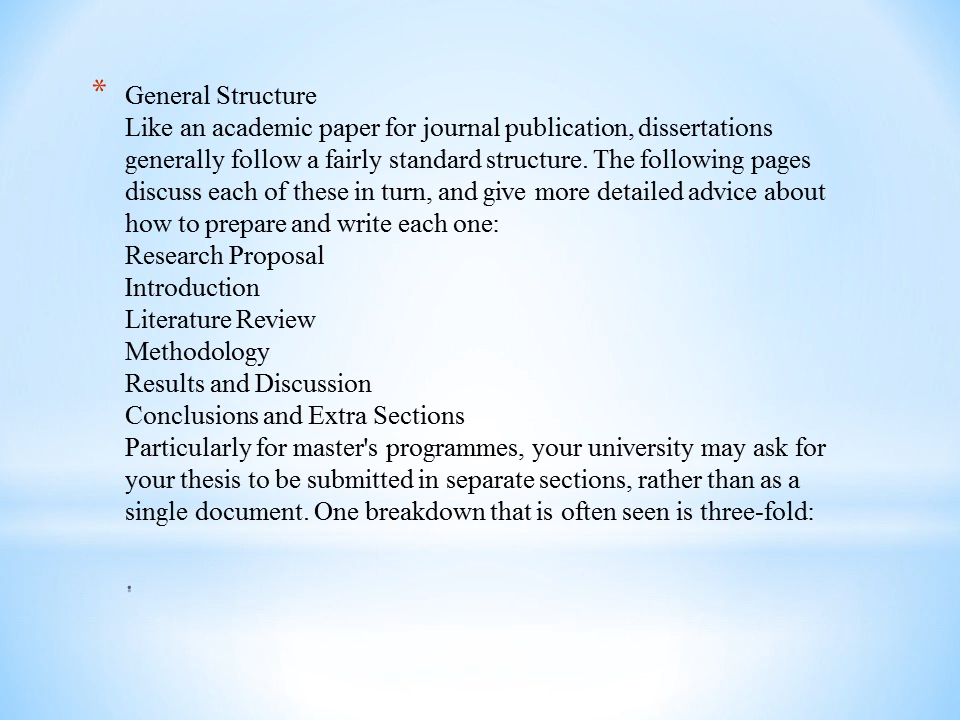 * General Structure
Like an academic paper for journal publication, dissertations
generally follow a fairly standard structure. The following pages
discuss each of these in turn, and give more detailed advice about
how to prepare and write each one:
Research Proposal
Introduction
Literature Review
Methodology
Results and Discussion
Conclusions and Extra Sections
Particularly for master's programmes, your university may ask for
your thesis to be submitted in separate sections, rather than as a
single document. One breakdown that is often seen is three-fold:
.